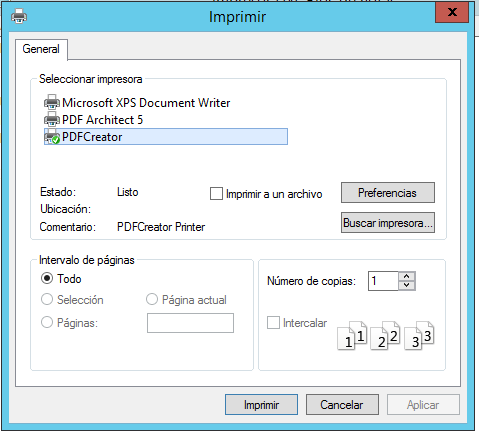 Imprimir
x
General
Seleccionar impresora
Microsoft XPS Document Writer
PDF Architect 5
PDFCreator
Estado: Listo
Imprimir a un archivo
Preferencias
Ubicación:
Comentario: PDFCreator Printer
Buscar impresora...
Intervalo de páginas
Todo
Selección
Página actual
Páginas:
Número de copias: 1
Intercalar
1 1 2 2 3 3
Imprimir
Cancelar
Aplicar